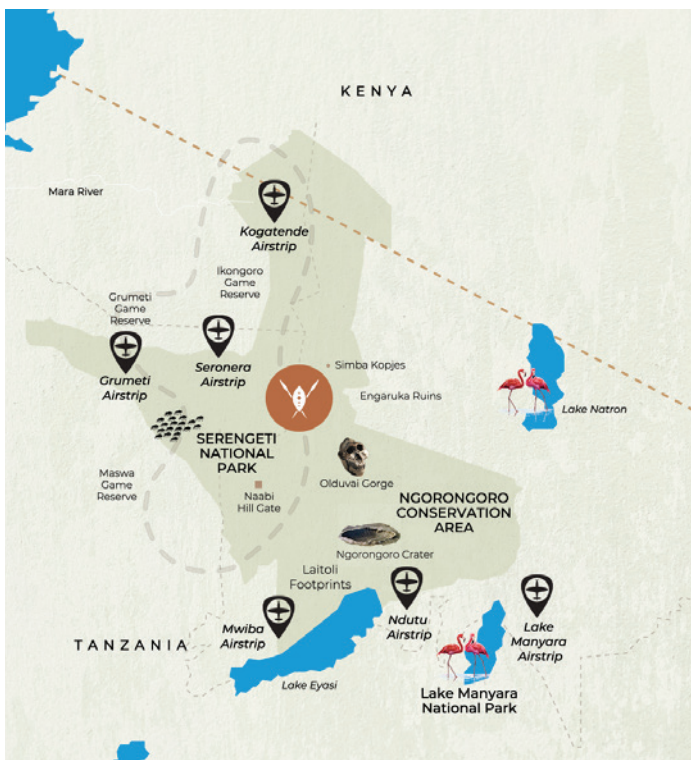 KENYA
Mara River
Kogatende
Airstrip
Ikongoro
Game
Reserve
Grumeti
Game
Reserve
Seronera
Airstrip
Grumeti
Airstrip
Simba Kopjes
Engaruka Ruins
Lake Natron
SERENGETI
NATIONAL
PARK
Maswa
Game
Reserve
Naabi
Hill Gate
Olduvai Gorge
NGORONGORO
CONSERVATION
AREA
Ngorongoro Crater
Laitoli
Footprints
TANZANIA
Mwiba
Airstrip
Ndutu
Airstrip
Lake
Manyara
Airstrip
Lake Eyasi
Lake Manyara
National Park